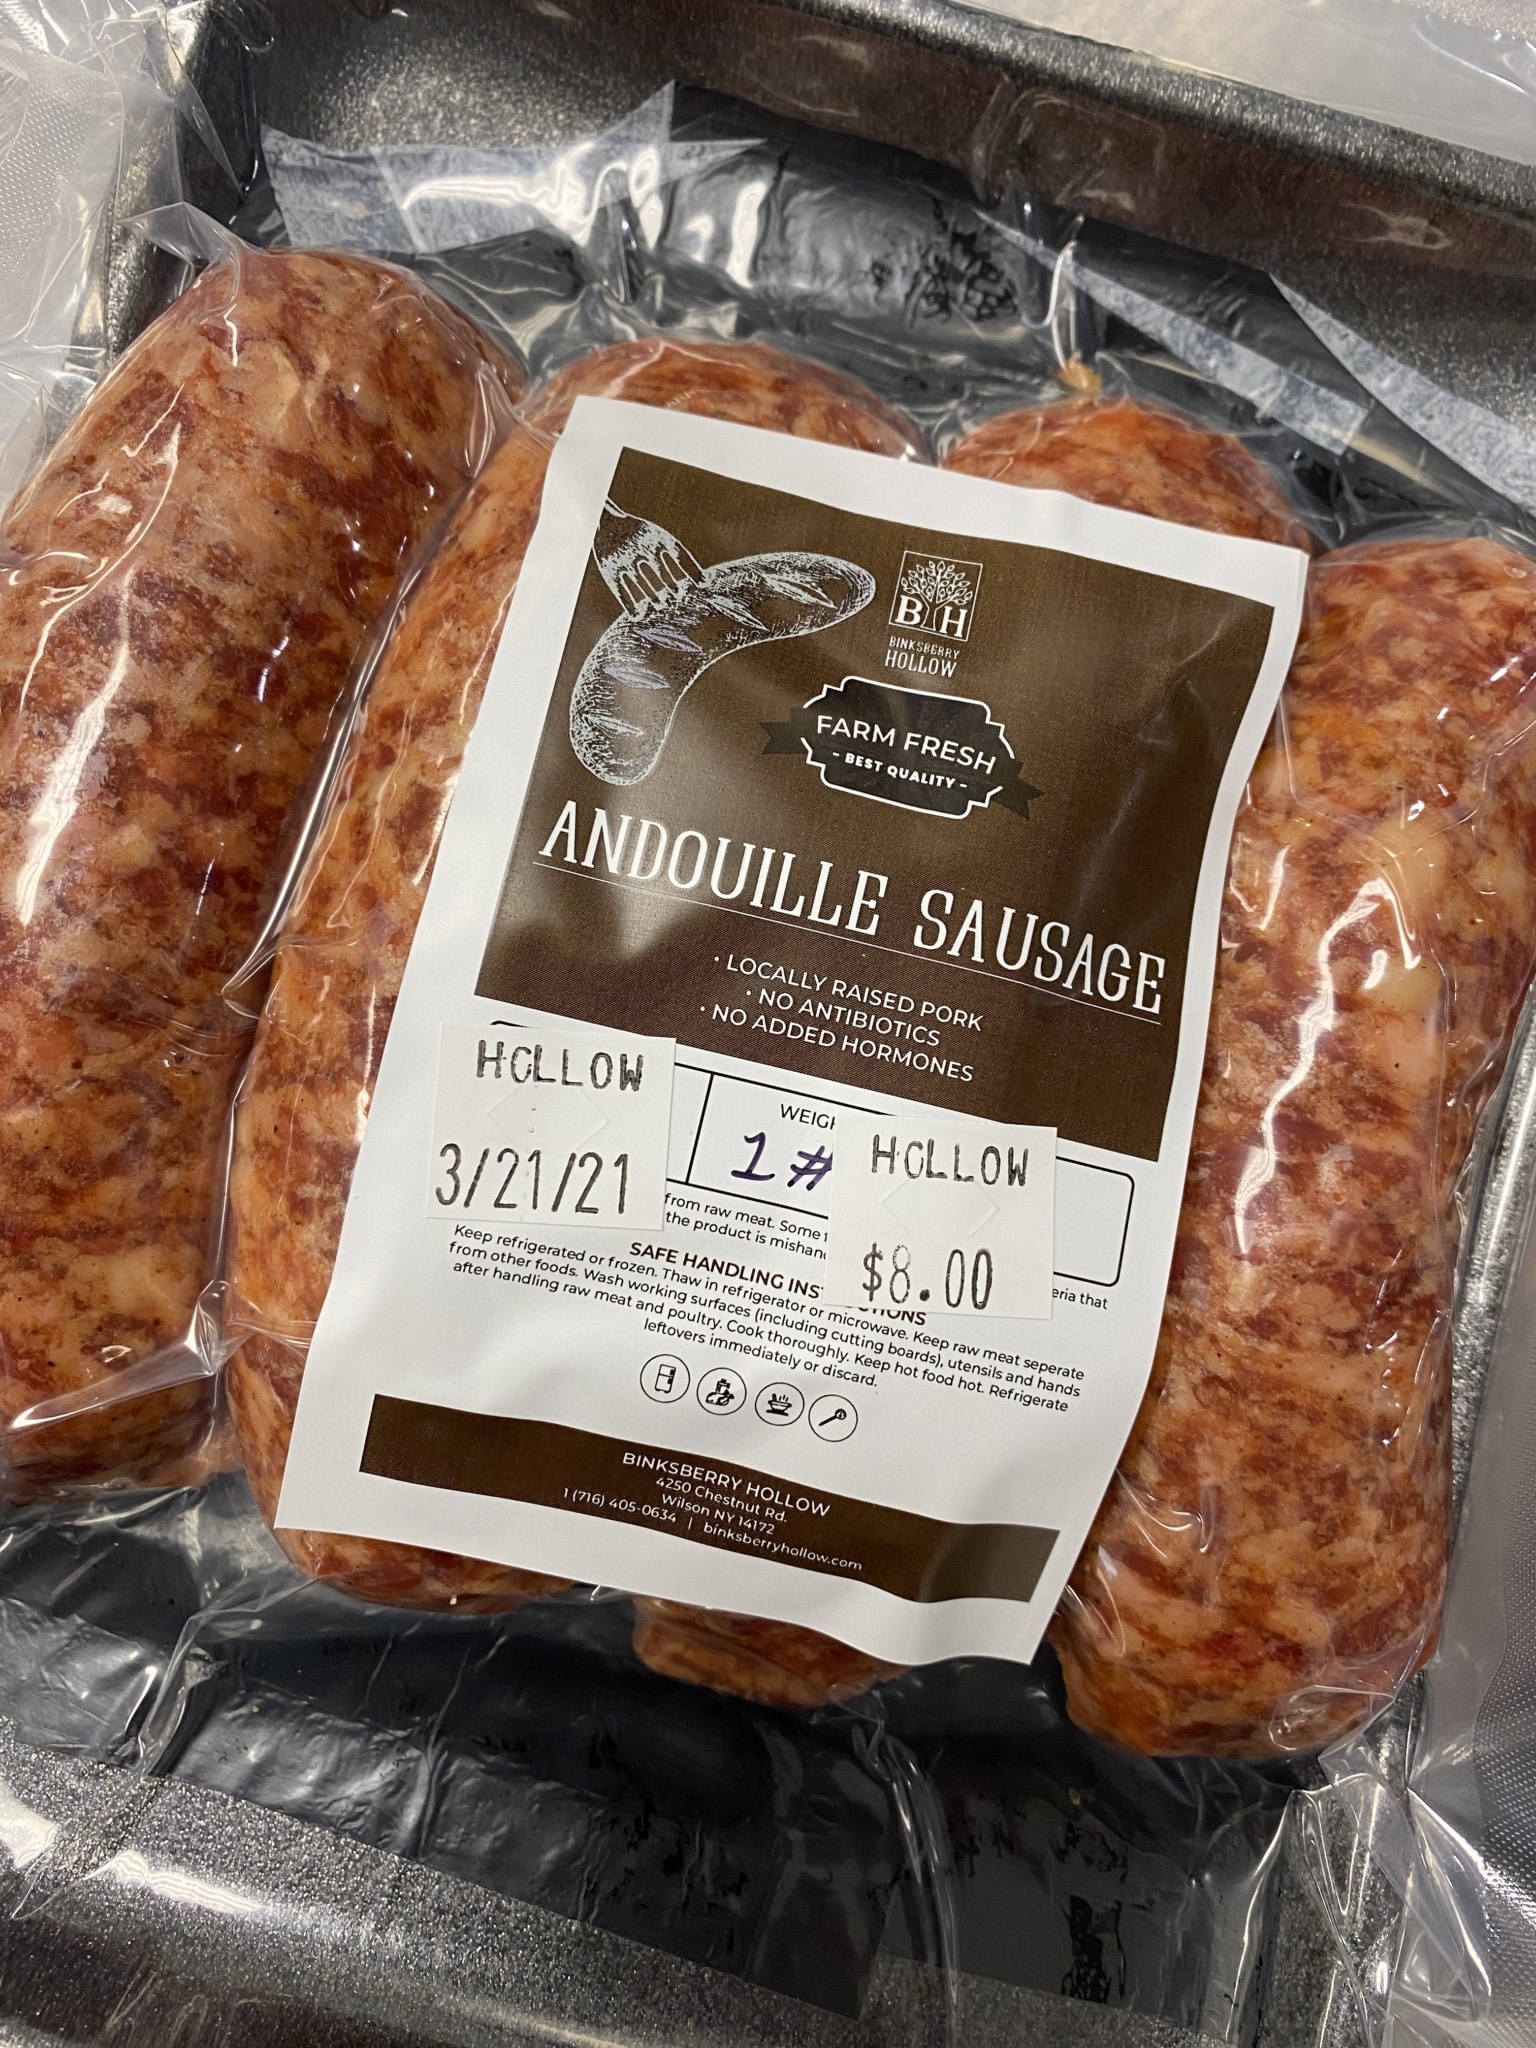 B H
BINKSBERRY
HOLLOW
FARM FRESH
- BEST QUALITY -
ANDOUILLE SAUSAGE
• LOCALLY RAISED PORK
• NO ANTIBIOTICS
• NO ADDED HORMONES
HOLLOW
3/21/21
1 #
HOLLOW
$8.00
from raw meat. Some
the product is that
SAFE HANDLING
Keep refrigerated or frozen. Thaw in refrigerator or microwave. Keep raw meat seperate
from other foods. Wash working surfaces (including cutting boards), utensils and hands
after handling raw meat and poultry. Cook thoroughly. Keep hot food hot. Refrigerate
leftovers immediately or discard.
BINKSBERRY HOLLOW
4250 Chestnut Rd.
Wilson NY 14172
1 (716) 405-0634 | binksberryhollow.com